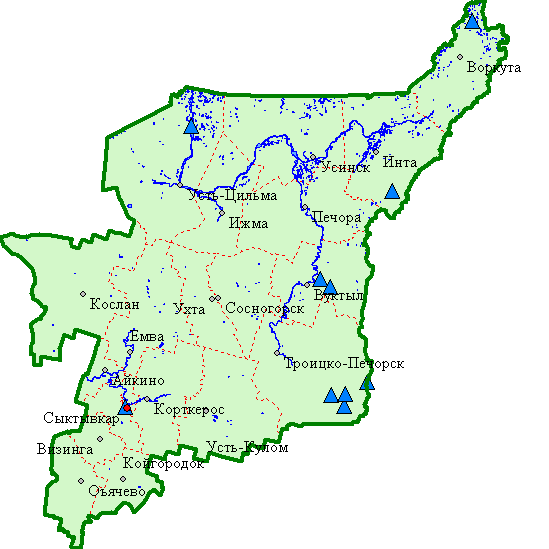 Воркута
Инта
Усинск
Усть-Цильма
Печора
Ижма
Вуктыл
Кослан
Ухта
Сосногорск
Емва
Троицко-Печорск
Айкино
Корткерос
Сыктывкар
Визинга
Усть-Кулом
Койгородок
Объячево